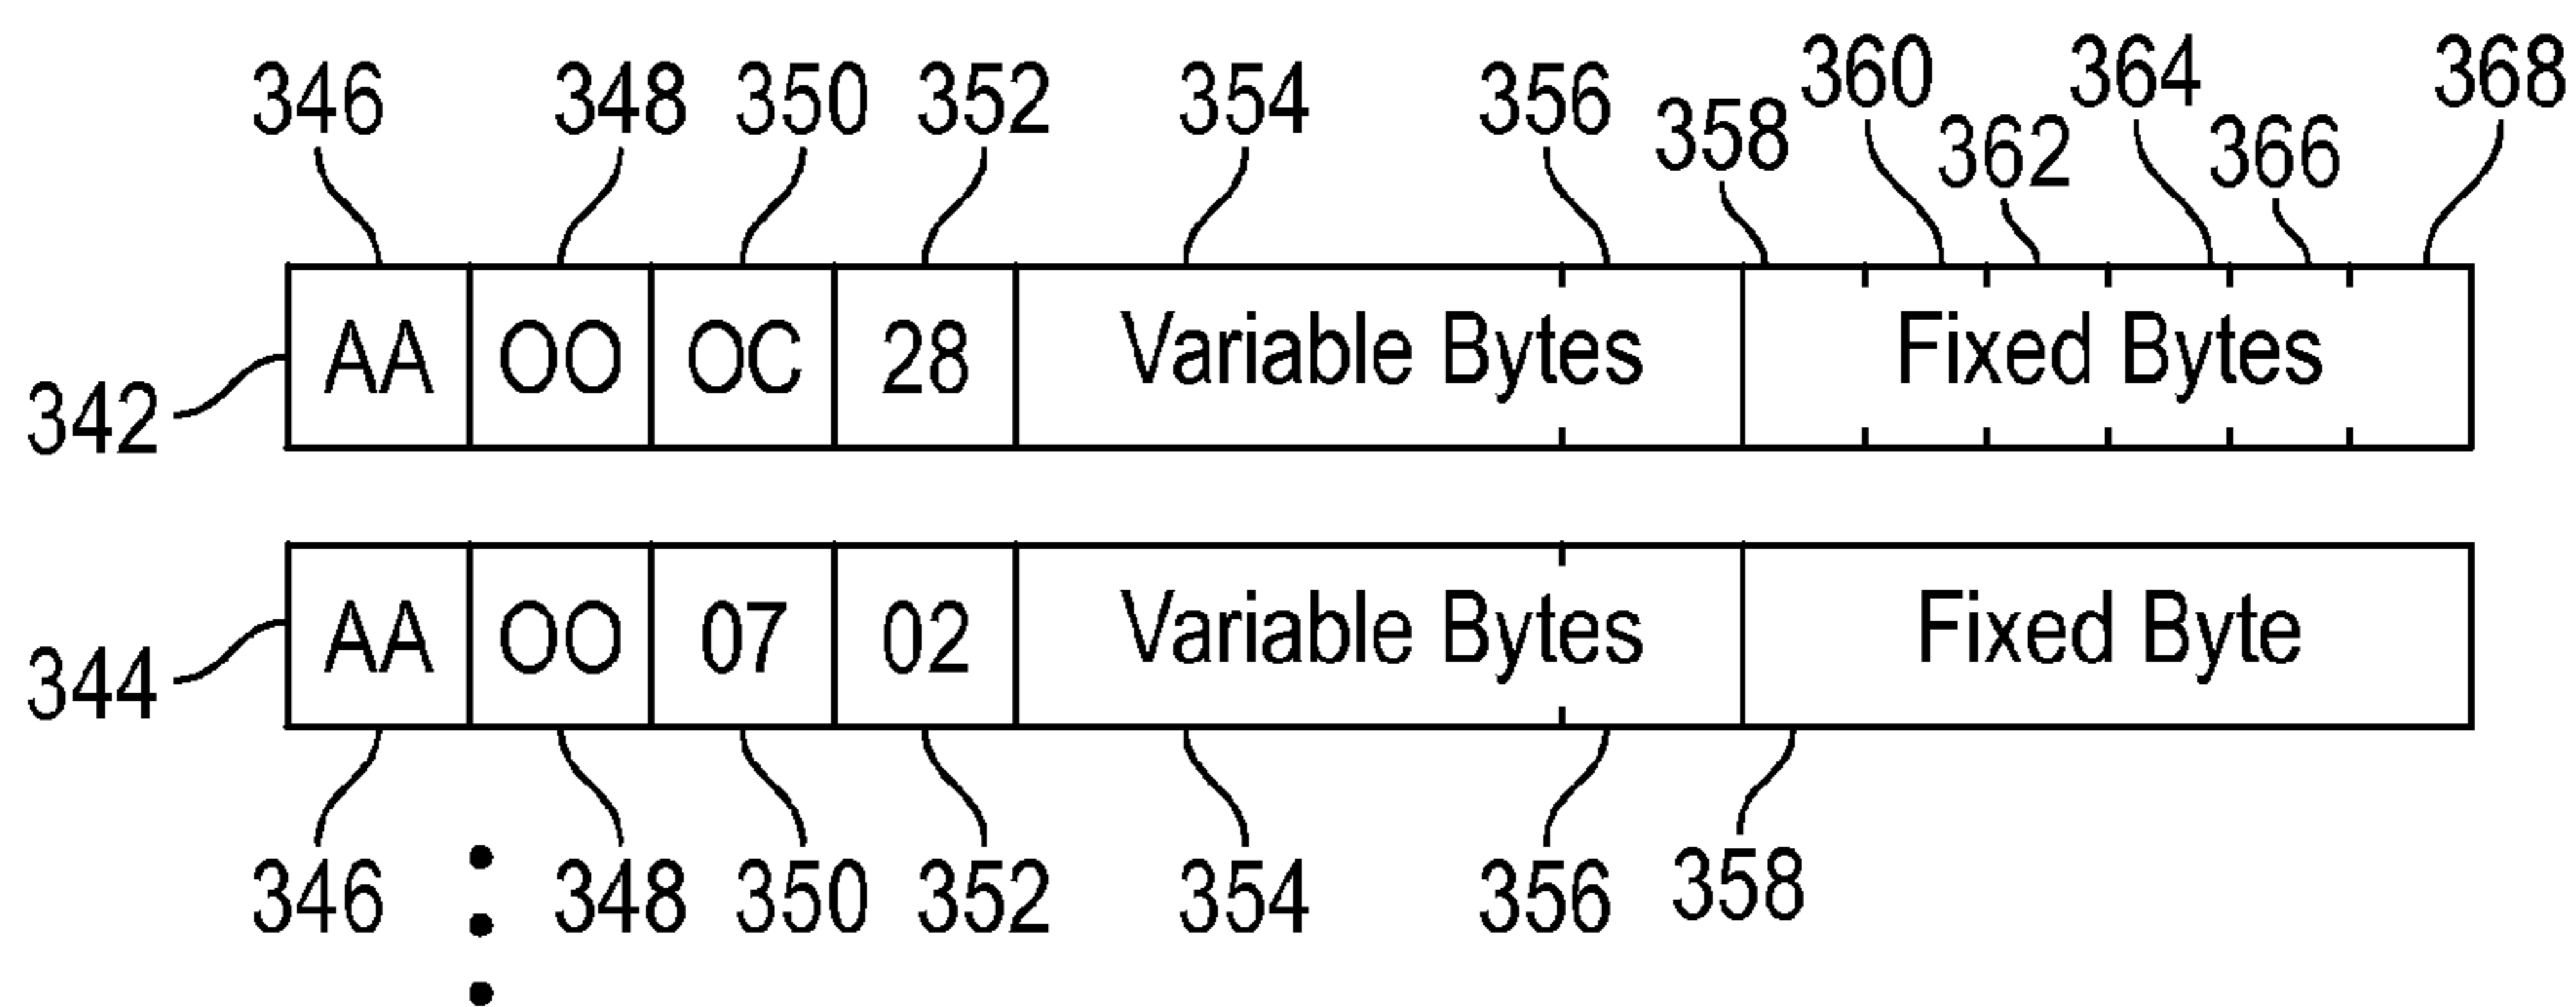 346 348 350 352 354 356 358 360 362 364 366 368
342 AA OO OC 28 Variable Bytes Fixed Bytes
344 AA OO 07 02 Variable Bytes Fixed Byte
346 348 350 352 354 356 358